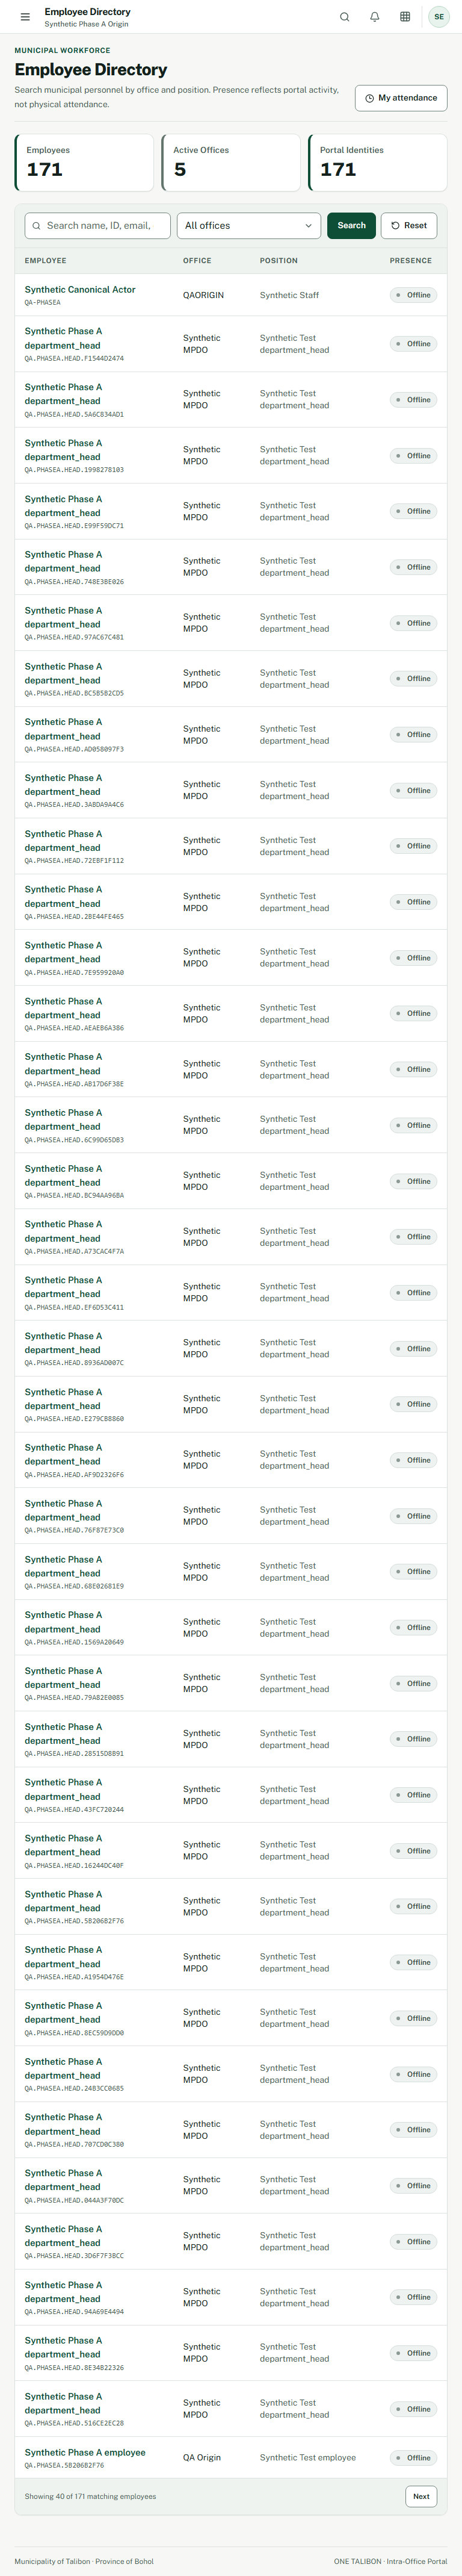 Employee Directory
Synthetic Phase A Origin
SE
MUNICIPAL WORKFORCE
Employee Directory
Search municipal personnel by office and position. Presence reflects portal activity,
not physical attendance.
My attendance
Employees
171
Active Offices
5
Portal Identities
171
Search name, ID, email,
All offices
Search
Reset
EMPLOYEE OFFICE POSITION PRESENCE
Synthetic Canonical Actor
QA-PHASEA
QAORIGIN
Synthetic Staff
Offline
Synthetic Phase A
department_head
QA.PHASEA.HEAD.F1544D2474
Synthetic
MPDO
Synthetic Test
department_head
Offline
Synthetic Phase A
department_head
QA.PHASEA.HEAD.5A6C834AD1
Synthetic
MPDO
Synthetic Test
department_head
Offline
Synthetic Phase A
department_head
QA.PHASEA.HEAD.1998278103
Synthetic
MPDO
Synthetic Test
department_head
Offline
Synthetic Phase A
department_head
QA.PHASEA.HEAD.E99F59DC71
Synthetic
MPDO
Synthetic Test
department_head
Offline
Synthetic Phase A
department_head
QA.PHASEA.HEAD.748E3BE026
Synthetic
MPDO
Synthetic Test
department_head
Offline
Synthetic Phase A
department_head
QA.PHASEA.HEAD.97AC67C481
Synthetic
MPDO
Synthetic Test
department_head
Offline
Synthetic Phase A
department_head
QA.PHASEA.HEAD.BC5B5B2CD5
Synthetic
MPDO
Synthetic Test
department_head
Offline
Synthetic Phase A
department_head
QA.PHASEA.HEAD.AD058097F3
Synthetic
MPDO
Synthetic Test
department_head
Offline
Synthetic Phase A
department_head
QA.PHASEA.HEAD.3ABDA9A4C6
Synthetic
MPDO
Synthetic Test
department_head
Offline
Synthetic Phase A
department_head
QA.PHASEA.HEAD.72EBF1F112
Synthetic
MPDO
Synthetic Test
department_head
Offline
Synthetic Phase A
department_head
QA.PHASEA.HEAD.2BE44FE465
Synthetic
MPDO
Synthetic Test
department_head
Offline
Synthetic Phase A
department_head
QA.PHASEA.HEAD.7E959920A0
Synthetic
MPDO
Synthetic Test
department_head
Offline
Synthetic Phase A
department_head
QA.PHASEA.HEAD.AEAEB6A386
Synthetic
MPDO
Synthetic Test
department_head
Offline
Synthetic Phase A
department_head
QA.PHASEA.HEAD.AB17D6F38E
Synthetic
MPDO
Synthetic Test
department_head
Offline
Synthetic Phase A
department_head
QA.PHASEA.HEAD.6C99D65DB3
Synthetic
MPDO
Synthetic Test
department_head
Offline
Synthetic Phase A
department_head
QA.PHASEA.HEAD.BC94AA96BA
Synthetic
MPDO
Synthetic Test
department_head
Offline
Synthetic Phase A
department_head
QA.PHASEA.HEAD.A73CAC4F7A
Synthetic
MPDO
Synthetic Test
department_head
Offline
Synthetic Phase A
department_head
QA.PHASEA.HEAD.EF6D53C411
Synthetic
MPDO
Synthetic Test
department_head
Offline
Synthetic Phase A
department_head
QA.PHASEA.HEAD.8936AD007C
Synthetic
MPDO
Synthetic Test
department_head
Offline
Synthetic Phase A
department_head
QA.PHASEA.HEAD.E279CB8860
Synthetic
MPDO
Synthetic Test
department_head
Offline
Synthetic Phase A
department_head
QA.PHASEA.HEAD.AF9D2326F6
Synthetic
MPDO
Synthetic Test
department_head
Offline
Synthetic Phase A
department_head
QA.PHASEA.HEAD.76F87E73C0
Synthetic
MPDO
Synthetic Test
department_head
Offline
Synthetic Phase A
department_head
QA.PHASEA.HEAD.68E02681E9
Synthetic
MPDO
Synthetic Test
department_head
Offline
Synthetic Phase A
department_head
QA.PHASEA.HEAD.1569A20649
Synthetic
MPDO
Synthetic Test
department_head
Offline
Synthetic Phase A
department_head
QA.PHASEA.HEAD.79A82E0085
Synthetic
MPDO
Synthetic Test
department_head
Offline
Synthetic Phase A
department_head
QA.PHASEA.HEAD.28515D8B91
Synthetic
MPDO
Synthetic Test
department_head
Offline
Synthetic Phase A
department_head
QA.PHASEA.HEAD.43FC720244
Synthetic
MPDO
Synthetic Test
department_head
Offline
Synthetic Phase A
department_head
QA.PHASEA.HEAD.16244DC40F
Synthetic
MPDO
Synthetic Test
department_head
Offline
Synthetic Phase A
department_head
QA.PHASEA.HEAD.5B206B2F76
Synthetic
MPDO
Synthetic Test
department_head
Offline
Synthetic Phase A
department_head
QA.PHASEA.HEAD.A1954D476E
Synthetic
MPDO
Synthetic Test
department_head
Offline
Synthetic Phase A
department_head
QA.PHASEA.HEAD.8EC59D9DD0
Synthetic
MPDO
Synthetic Test
department_head
Offline
Synthetic Phase A
department_head
QA.PHASEA.HEAD.2483CC0685
Synthetic
MPDO
Synthetic Test
department_head
Offline
Synthetic Phase A
department_head
QA.PHASEA.HEAD.707CD0C3B0
Synthetic
MPDO
Synthetic Test
department_head
Offline
Synthetic Phase A
department_head
QA.PHASEA.HEAD.044A3F70DC
Synthetic
MPDO
Synthetic Test
department_head
Offline
Synthetic Phase A
department_head
QA.PHASEA.HEAD.3D6F7F3BCC
Synthetic
MPDO
Synthetic Test
department_head
Offline
Synthetic Phase A
department_head
QA.PHASEA.HEAD.94A69E4494
Synthetic
MPDO
Synthetic Test
department_head
Offline
Synthetic Phase A
department_head
QA.PHASEA.HEAD.8E34B22326
Synthetic
MPDO
Synthetic Test
department_head
Offline
Synthetic Phase A
department_head
QA.PHASEA.HEAD.516CE2EC28
Synthetic
MPDO
Synthetic Test
department_head
Offline
Synthetic Phase A employee
QA.PHASEA.5B206B2F76
QA Origin
Synthetic Test employee
Offline
Showing 40 of 171 matching employees
Next
Municipality of Talibon · Province of Bohol
ONE TALIBON · Intra-Office Portal